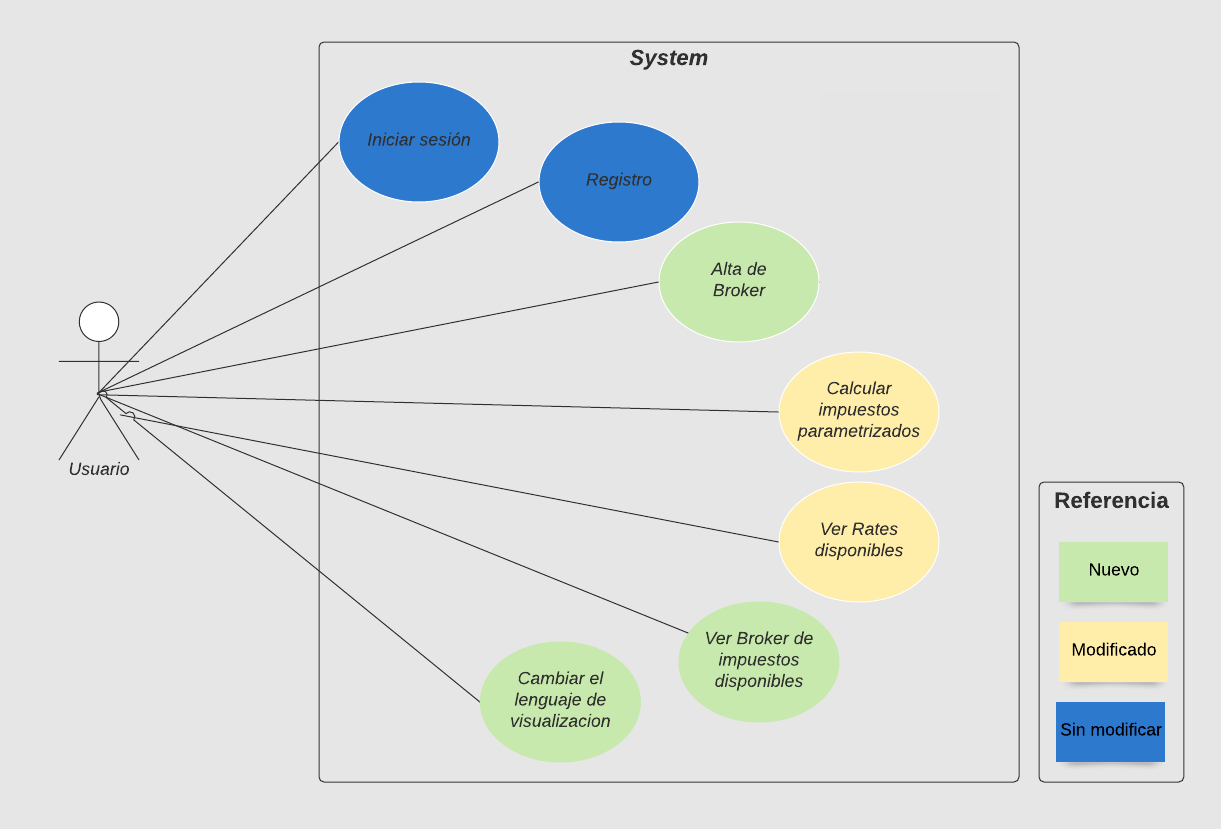 System
Iniciar sesión
Registro
Alta de
Broker
Calcular
impuestos
parametrizados
Usuario
Ver Rates
disponibles
Ver Broker de
impuestos
disponibles
Cambiar el
lenguaje de
visualizacion
Referencia
Nuevo
Modificado
Sin modificar